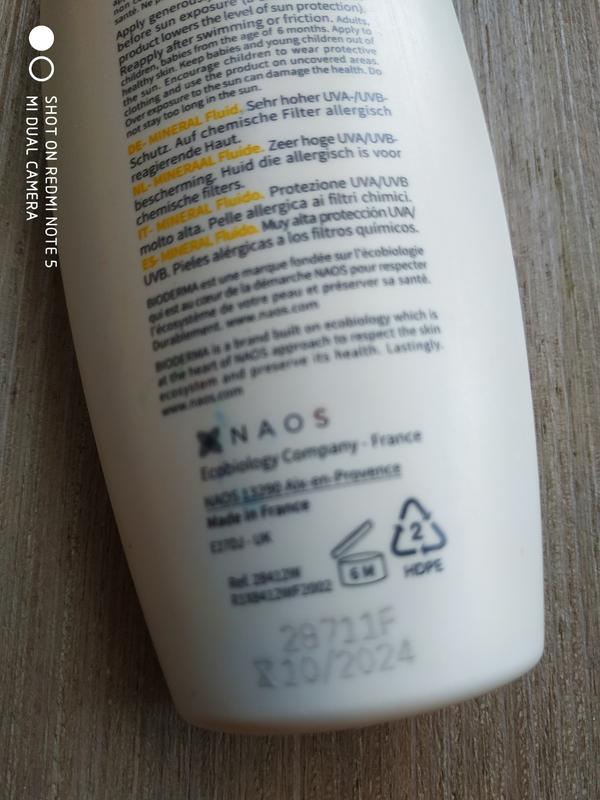 Apply generously
before sun exposure
product lowers the level of sun protection).
Reapply after swimming or friction. Adults,
children, babies from the age of 6 months. Apply to
healthy skin. Keep babies and young children out of
the sun. Encourage children to wear protective
clothing and use the product on uncovered areas.
Over exposure to the sun can damage the health. Do
not stay too long in the sun.
DE- MINERAL Fluid. Sehr hoher UVA-/UVB-
Schutz. Auf chemische Filter allergisch
reagierende Haut.
NL- MINERAAL Fluide. Zeer hoge UVA/UVB-
bescherming. Huid die allergisch is voor
chemische filters.
IT- MINERAL Fluido. Protezione UVA/UVB
molto alta. Pelle allergica ai filtri chimici.
ES- MINERAL Fluido. Muy alta protección UVA/
UVB. Pieles alérgicas a los filtros químicos.
BIODERMA est une marque fondée sur l'écobiologie
qui est au cœur de la démarche NAOS pour respecter
l'écosystème de votre peau et préserver sa santé.
Durablement. www.naos.com
BIODERMA is a brand built on ecobiology which is
at the heart of NAOS approach to respect the skin
ecosystem and preserve its health. Lastingly.
www.naos.com
NAOS
Ecobiology Company - France
NAOS 13290 Aix-en-Provence
Made in France
UK
Ref. 28412W
6 M
2
HDPE
28711F
10/2024
SHOT ON REDMI NOTE 5
MI DUAL CAMERA